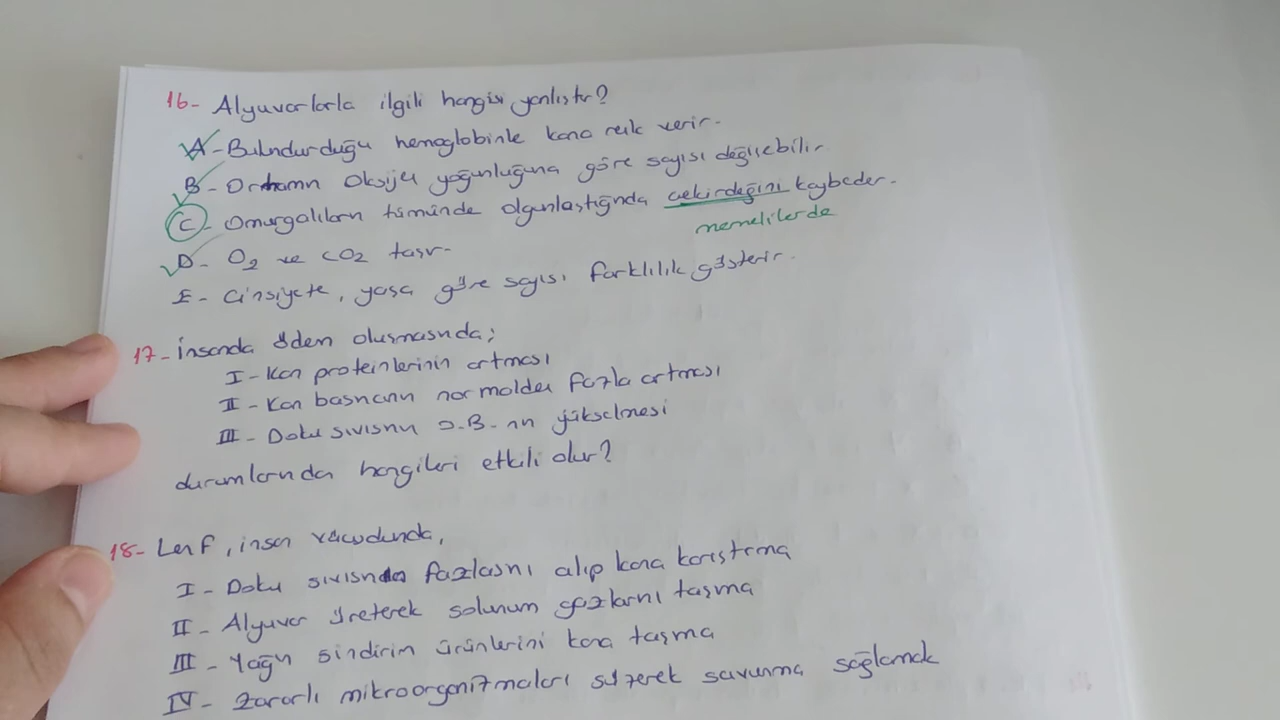 16- Alyuvarlarla ilgili hangisi yanlıştır?
A- Bulundurduğu hemoglobinle kana renk verir.
B- Ortamın Oksijen yoğunluğuna göre sayısı değişebilir.
C- Omurgalıların tümünde olgunlaştığında çekirdeğini kaybeder.
memelilerde
D- O2 ve CO2 taşır.
E- Cinsiyete, yaşa göre sayısı farklılık gösterir.
17- İnsanda ödem oluşmasında;
I- Kan proteinlerinin artması
II- Kan basıncının normalden fazla artması
III- Doku sıvısının O.B.-nın yükselmesi
durumlarından hangileri etkili olur?
18- Lenf, insan vücudunda,
I- Doku sıvısından fazlasını alıp kana karıştırma
II- Alyuvar üreterek solunum gazlarını taşıma
III- Yağın sindirim ürünlerini kana taşıma
IV- Zararlı mikroorganizmaları süzerek savunma sağlamak